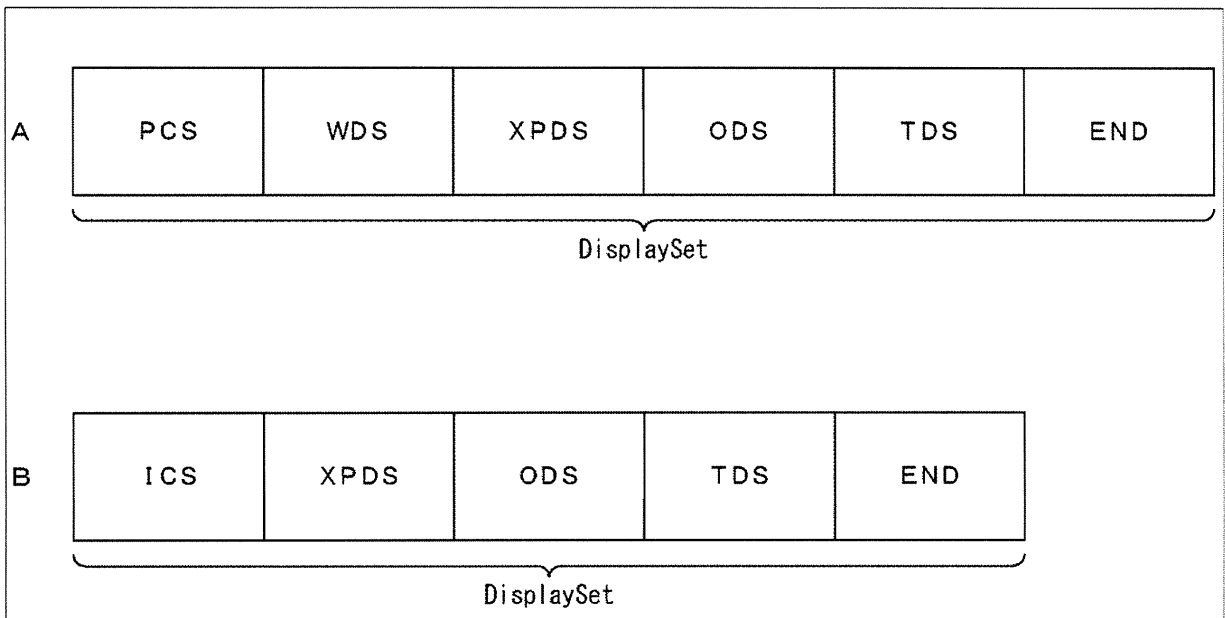 A PCS WDS XPDS ODS TDS END
DisplaySet
B ICS XPDS ODS TDS END
DisplaySet